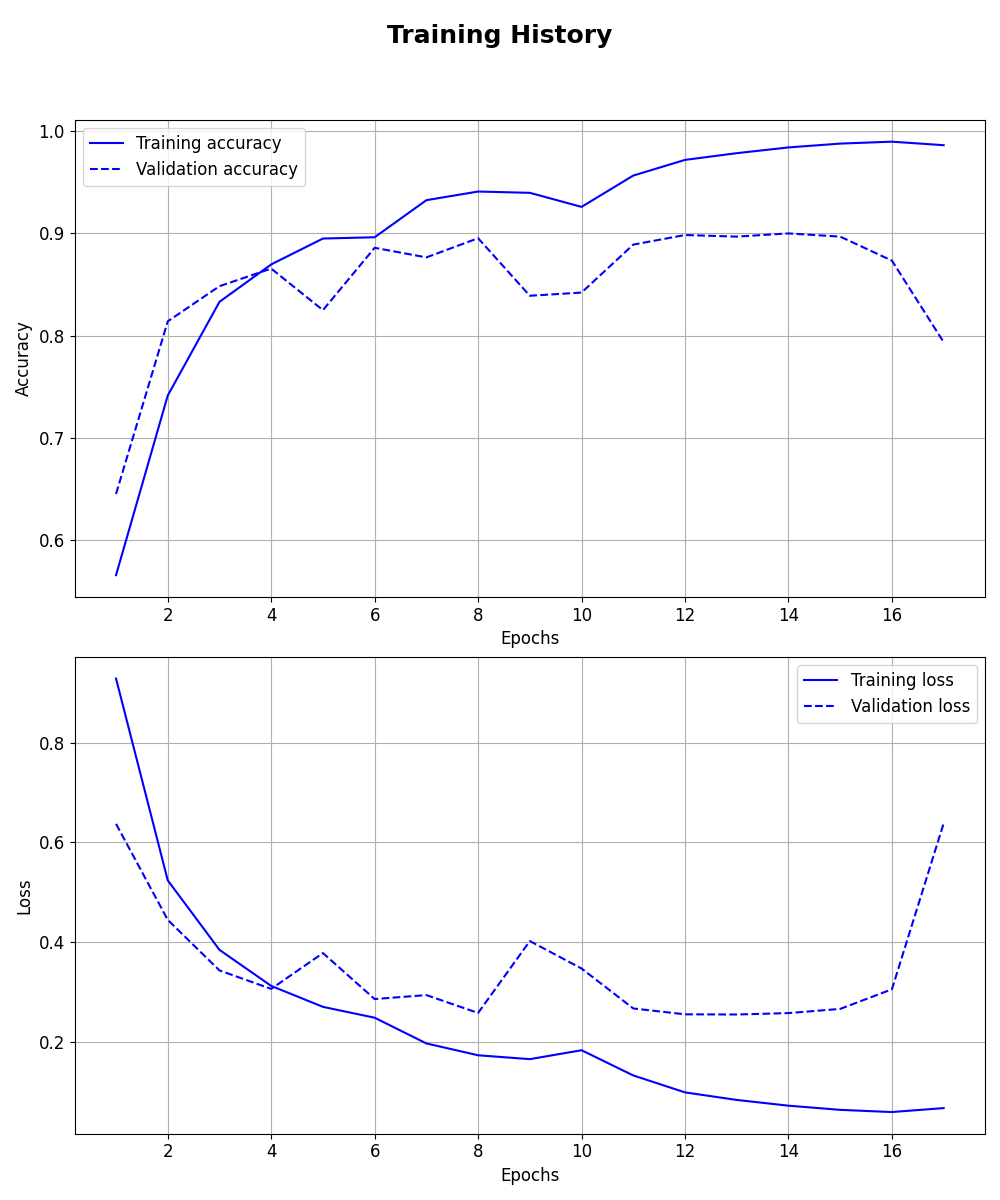 Training History
Training accuracy
Validation accuracy
1.0
0.9
0.8
0.7
0.6
Accuracy
2 4 6 8 10 12 14 16
Epochs
Training loss
Validation loss
0.8
0.6
0.4
0.2
Loss
2 4 6 8 10 12 14 16
Epochs